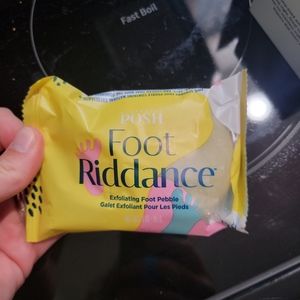 Fast Boil
POSH
Foot
Riddance
Exfoliating Foot Pebble
Galet Exfoliant Pour Les Pieds